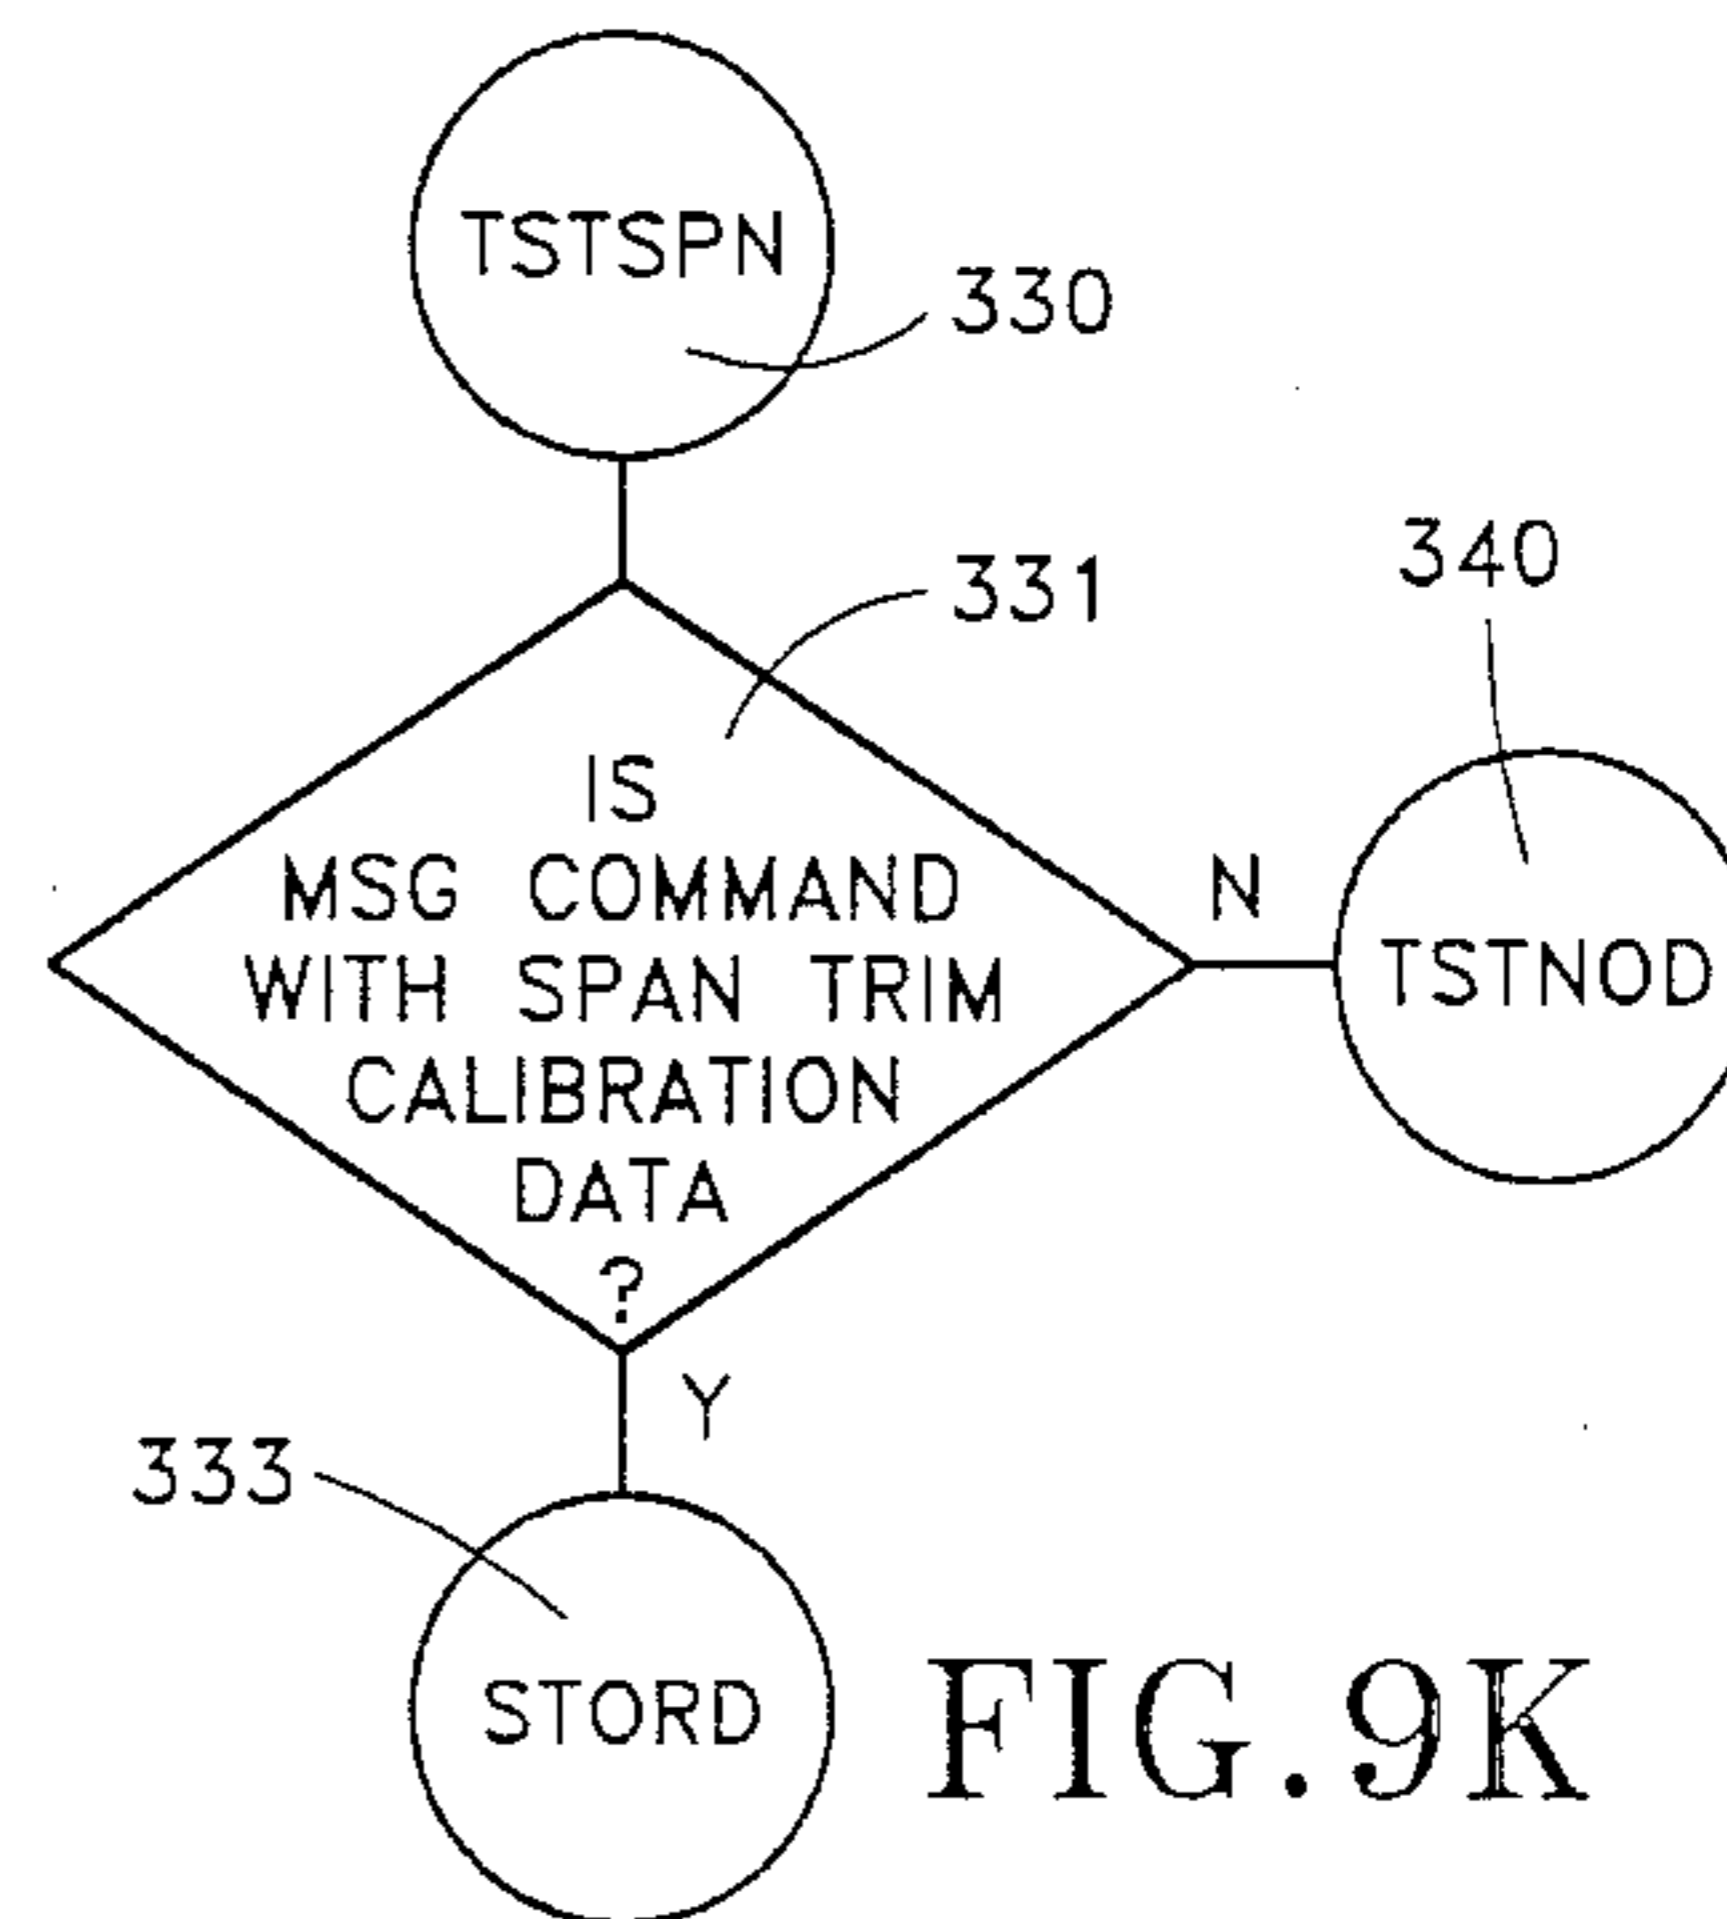 TSTSPN
330
331
340
IS
MSG COMMAND
WITH SPAN TRIM
CALIBRATION
DATA
?
N
TSTNOD
Y
333
STORD
FIG.9K